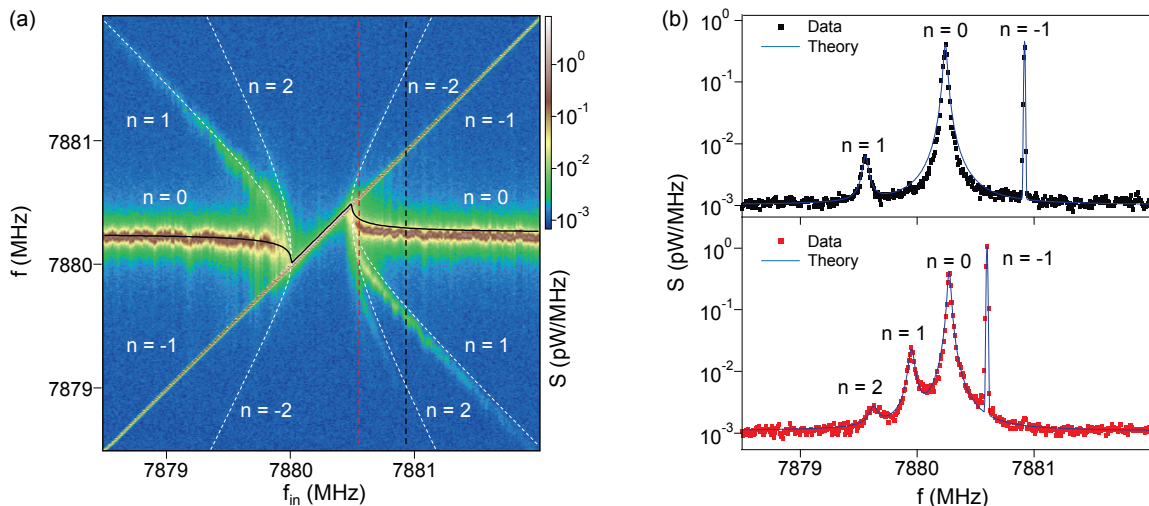 (a)
n = 2
n = -2
n = 1
n = -1
n = 0
n = 0
n = -1
n = 1
n = -2
n = 2
7881
7880
7879
f (MHz)
7879
7880
7881
f_in (MHz)
10^0
10^-1
10^-2
10^-3
S (pW/MHz)
(b)
10^0
10^-1
10^-2
10^-3
Data
Theory
n = 0
n = -1
n = 1
10^0
10^-1
10^-2
10^-3
Data
Theory
n = 0
n = -1
n = 1
n = 2
S (pW/MHz)
7879
7880
7881
f (MHz)